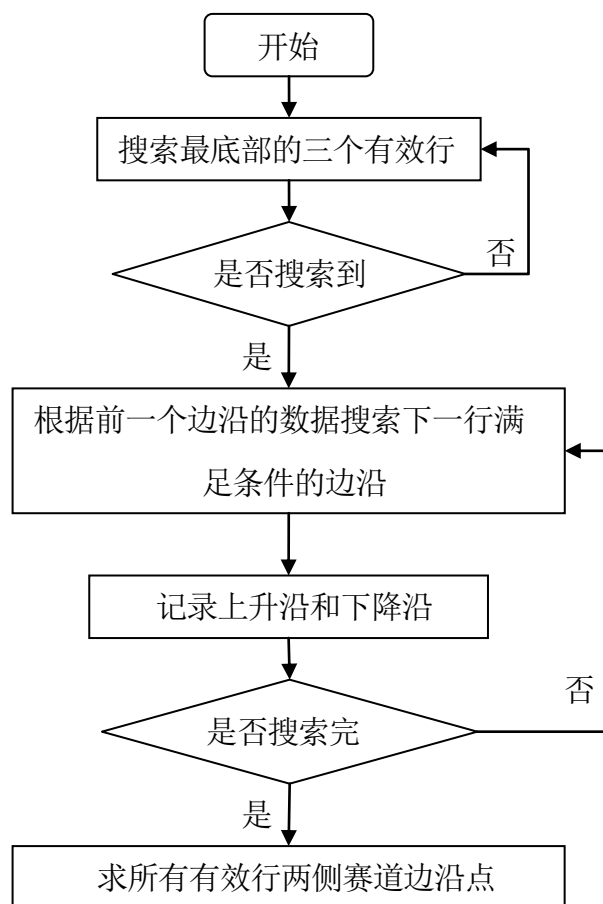 开始
搜索最底部的三个有效行
否
是否搜索到
是
根据前一个边沿的数据搜索下一行满
足条件的边沿
记录上升沿和下降沿
否
是否搜索完
是
求所有有效行两侧赛道边沿点